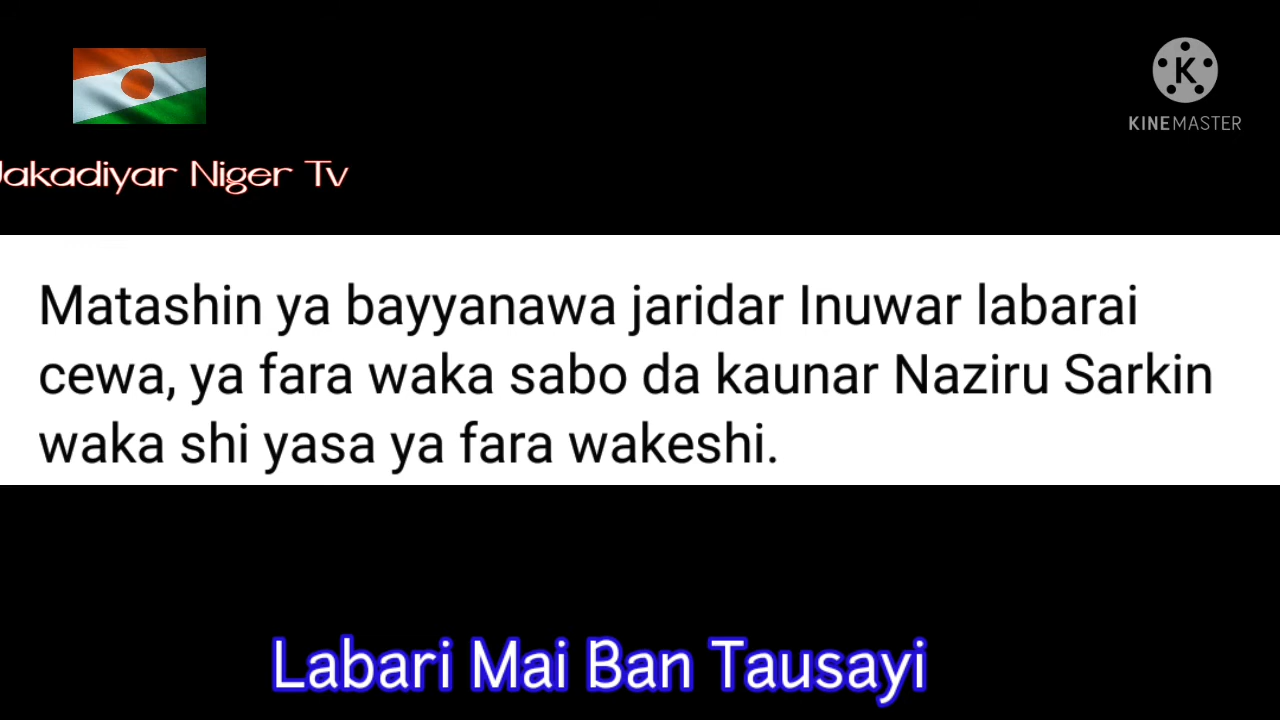 KINEMASTER
Jakadiyar Niger Tv
Matashin ya bayyanawa jaridar Inuwar labarai
cewa, ya fara waka sabo da kaunar Naziru Sarkin
waka shi yasa ya fara wakeshi.
Labari Mai Ban Tausayi